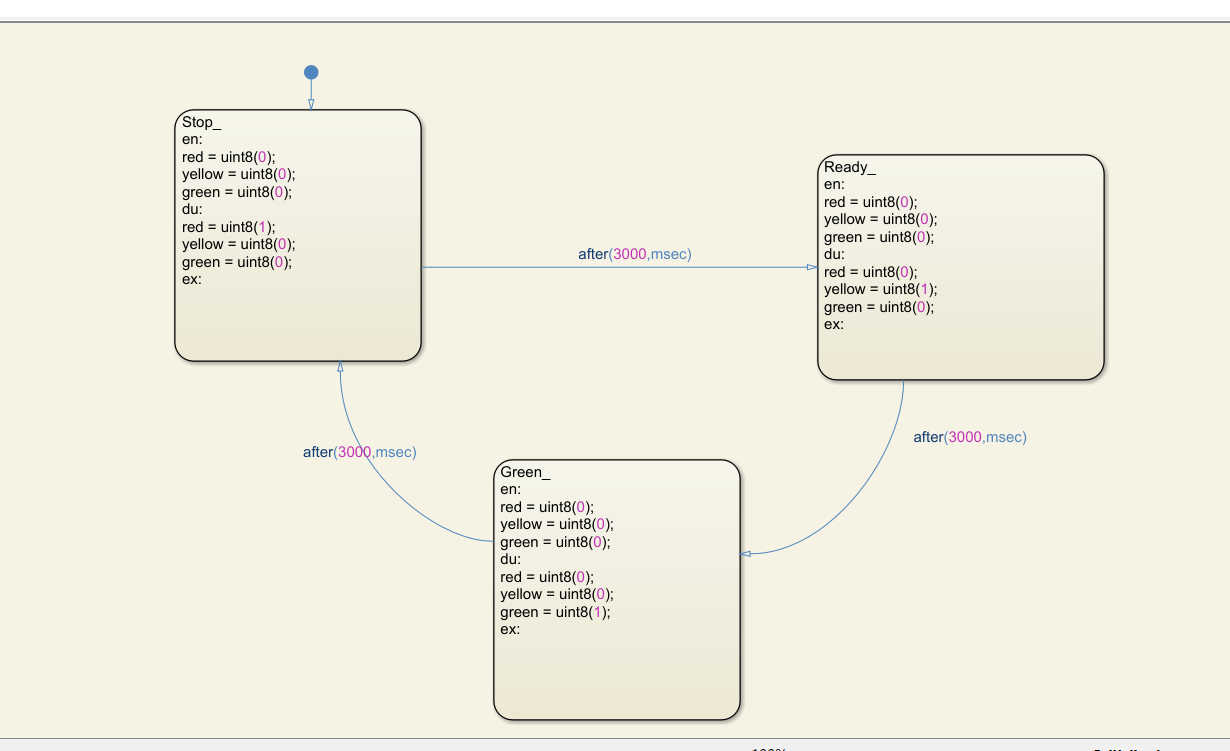 Stop_
en:
red = uint8(0);
yellow = uint8(0);
green = uint8(0);
du:
red = uint8(1);
yellow = uint8(0);
green = uint8(0);
ex:
after(3000,msec)
Ready_
en:
red = uint8(0);
yellow = uint8(0);
green = uint8(0);
du:
red = uint8(0);
yellow = uint8(1);
green = uint8(0);
ex:
after(3000,msec)
after(3000,msec)
Green_
en:
red = uint8(0);
yellow = uint8(0);
green = uint8(0);
du:
red = uint8(0);
yellow = uint8(0);
green = uint8(1);
ex: